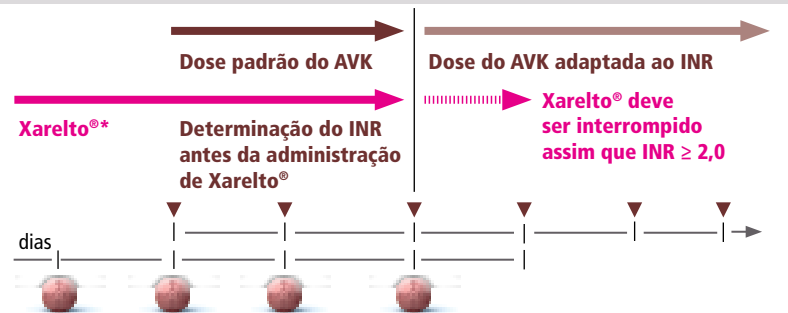 Dose padrão do AVK
Dose do AVK adaptada ao INR
Xarelto®*
Determinação do INR
antes da administração
de Xarelto®
Xarelto® deve
ser interrompido
assim que INR ≥ 2,0
dias